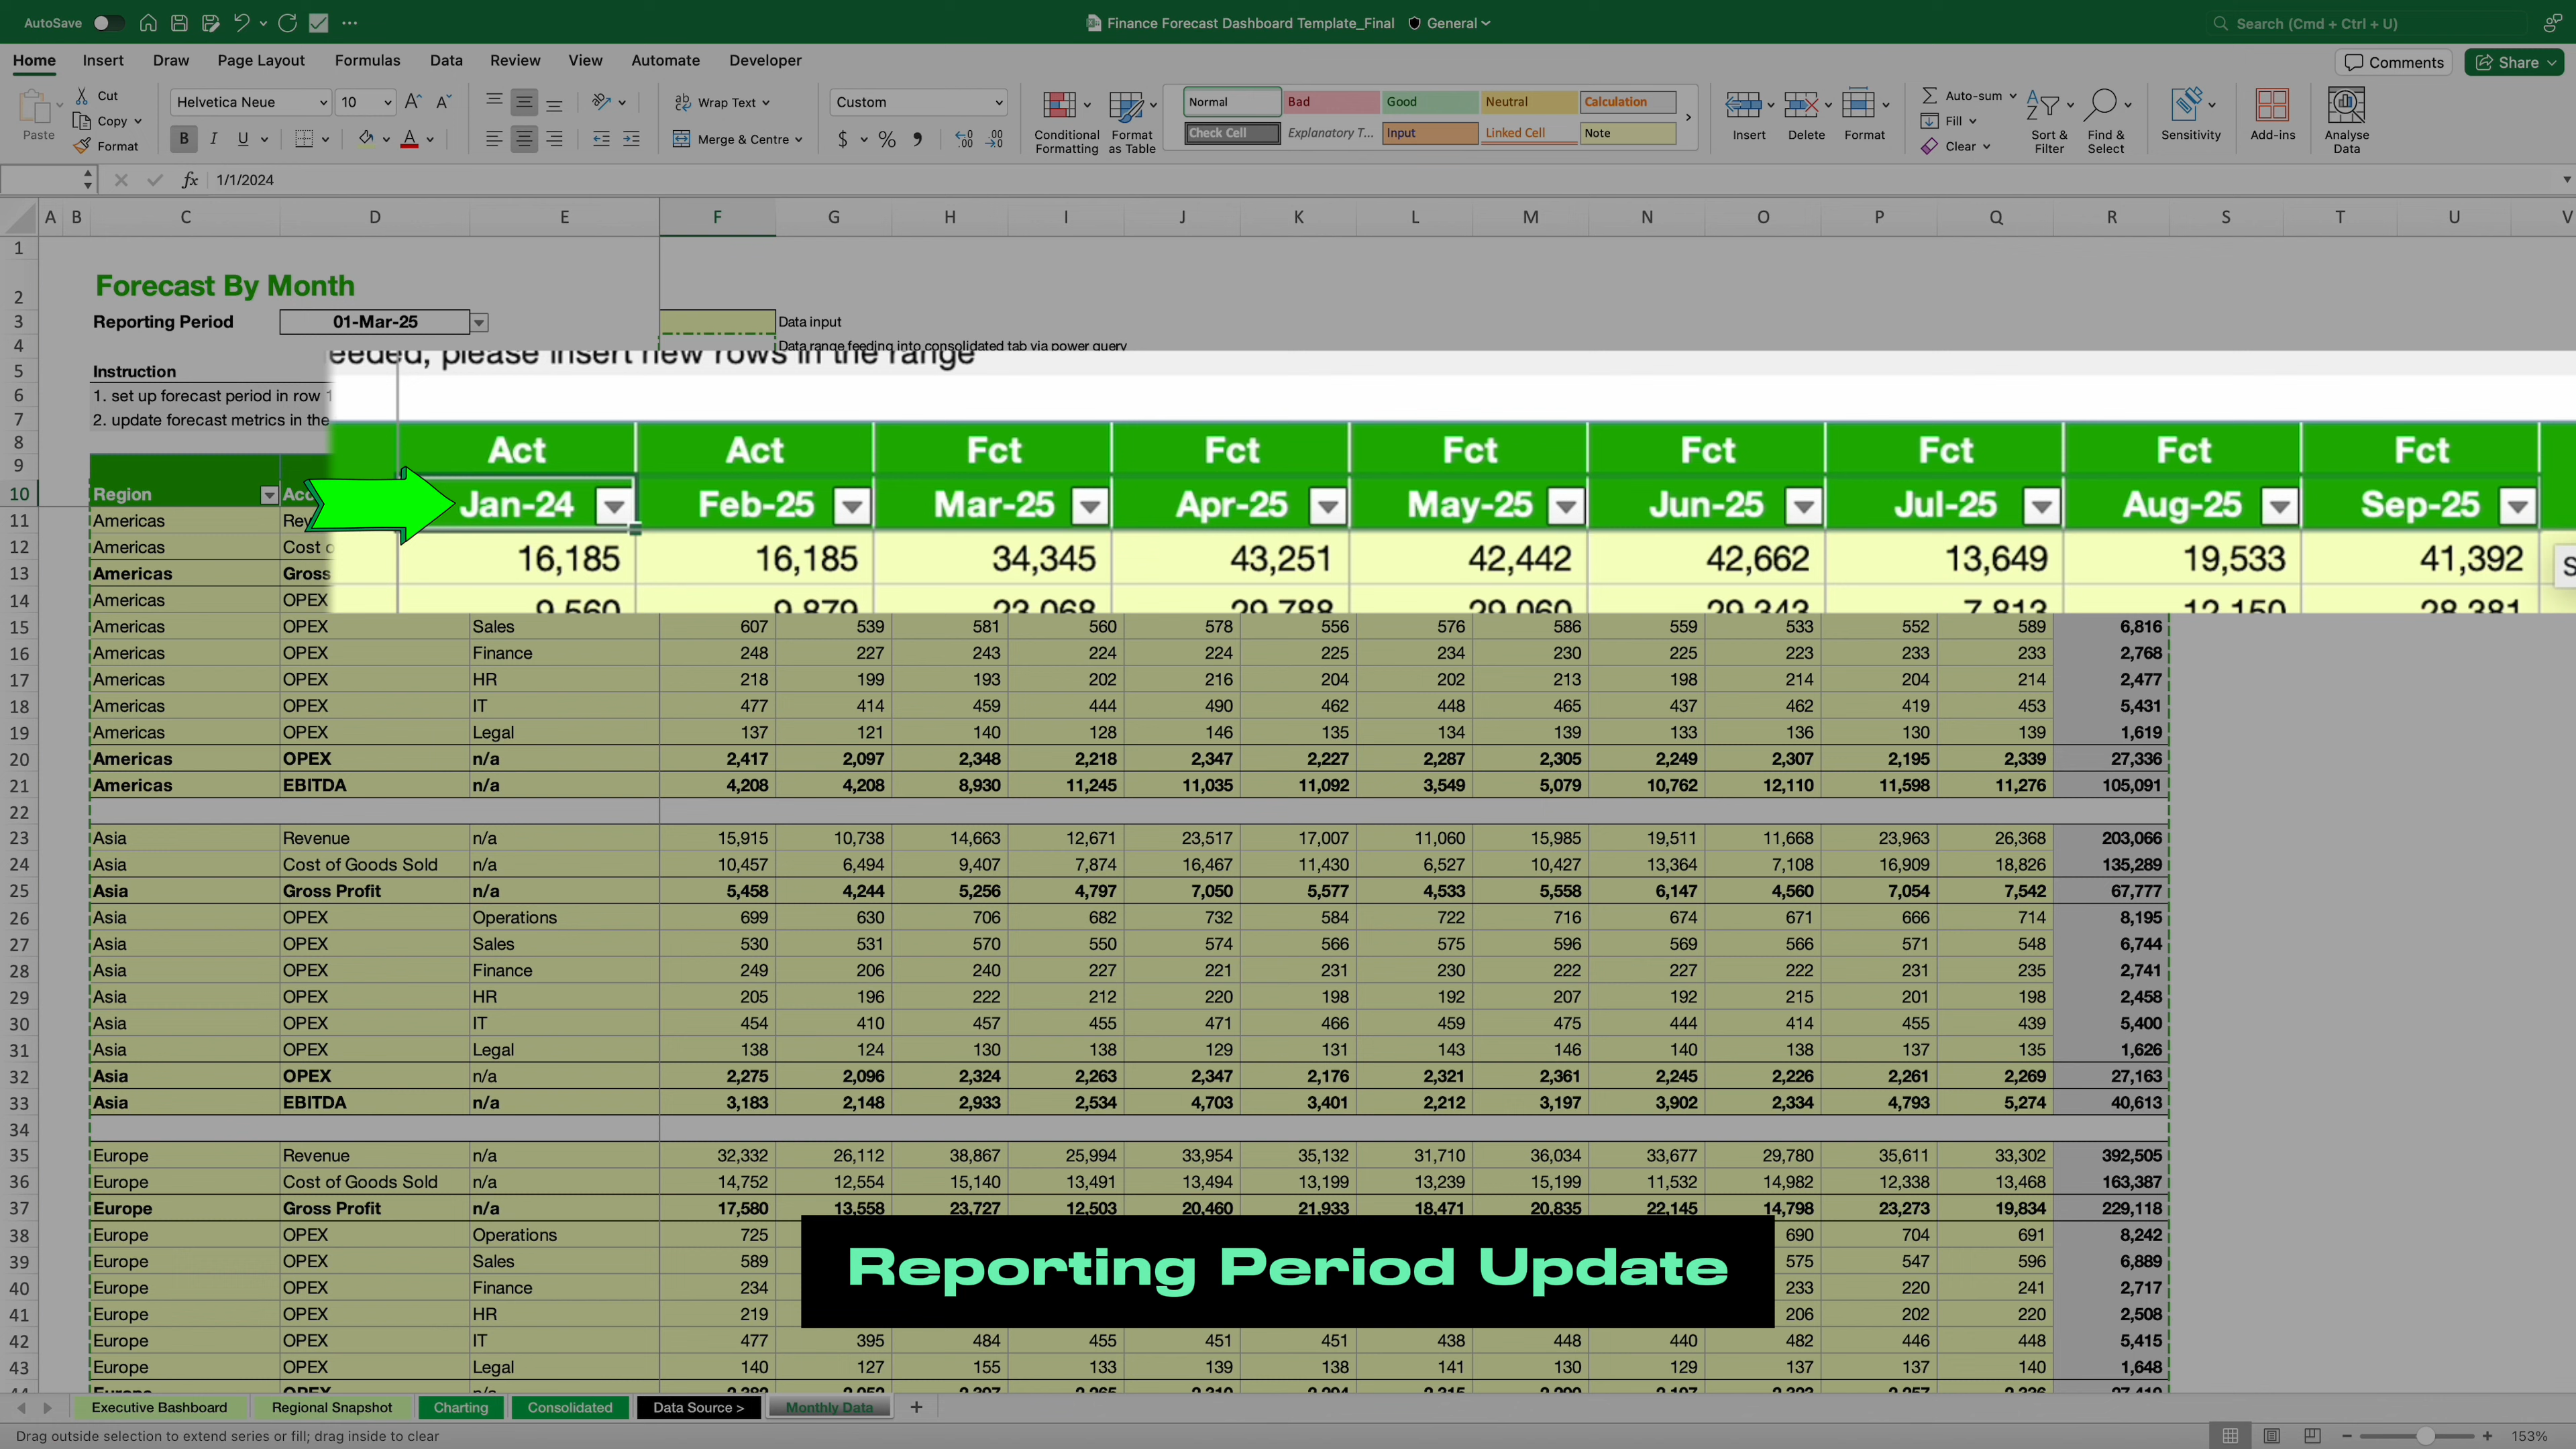 AutoSave
Finance Forecast Dashboard Template_Final General
Search (Cmd + Ctrl + U)
Home Insert Draw Page Layout Formulas Data Review View Automate Developer
Comments Share
Paste Cut Copy Format
Helvetica Neue 10
B I U
Wrap Text
Merge & Centre
Custom
$ %
Conditional Formatting
Format as Table
Normal Bad Good Neutral Calculation
Check Cell Explanatory T... Input Linked Cell Note
Insert Delete Format
Auto-sum Fill Clear
Sort & Filter
Find & Select
Sensitivity
Add-ins
Analyse Data
fx 1/1/2024
A B C D E F G H I J K L M N O P Q R S T U V
1
2 Forecast By Month
3 Reporting Period 01-Mar-25 Data input
4 Data range feeding into consolidated tab via power query
eeded, please insert new rows in the range
5 Instruction
6 1. set up forecast period in row 1
7 2. update forecast metrics in the
8
9 Act Act Fct Fct Fct Fct Fct Fct Fct
10 Region Acc Jan-24 Feb-25 Mar-25 Apr-25 May-25 Jun-25 Jul-25 Aug-25 Sep-25
11 Americas Rev 16,185 16,185 34,345 43,251 42,442 42,662 13,649 19,533 41,392 S
12 Americas Cost o 9,560 9,879 23,068 29,788 29,060 29,343 7,813 12,150 28,381
13 Americas Gross
14 Americas OPEX
15 Americas OPEX Sales 607 539 581 560 578 556 576 586 559 533 552 589 6,816
16 Americas OPEX Finance 248 227 243 224 224 225 234 230 225 223 233 233 2,768
17 Americas OPEX HR 218 199 193 202 216 204 202 213 198 214 204 214 2,477
18 Americas OPEX IT 477 414 459 444 490 462 448 465 437 462 419 453 5,431
19 Americas OPEX Legal 137 121 140 128 146 135 134 139 133 136 130 139 1,619
20 Americas OPEX n/a 2,417 2,097 2,348 2,218 2,347 2,227 2,287 2,305 2,249 2,307 2,195 2,339 27,336
21 Americas EBITDA n/a 4,208 4,208 8,930 11,245 11,035 11,092 3,549 5,079 10,762 12,110 11,598 11,276 105,091
22
23 Asia Revenue n/a 15,915 10,738 14,663 12,671 23,517 17,007 11,060 15,985 19,511 11,668 23,963 26,368 203,066
24 Asia Cost of Goods Sold n/a 10,457 6,494 9,407 7,874 16,467 11,430 6,527 10,427 13,364 7,108 16,909 18,826 135,289
25 Asia Gross Profit n/a 5,458 4,244 5,256 4,797 7,050 5,577 4,533 5,558 6,147 4,560 7,054 7,542 67,777
26 Asia OPEX Operations 699 630 706 682 732 584 722 716 674 671 666 714 8,195
27 Asia OPEX Sales 530 531 570 550 574 566 575 596 569 566 571 548 6,744
28 Asia OPEX Finance 249 206 240 227 221 231 230 222 227 222 231 235 2,741
29 Asia OPEX HR 205 196 222 212 220 198 192 207 192 215 201 198 2,458
30 Asia OPEX IT 454 410 457 455 471 466 459 475 444 414 455 439 5,400
31 Asia OPEX Legal 138 124 130 138 129 131 143 146 140 138 137 135 1,626
32 Asia OPEX n/a 2,275 2,096 2,324 2,263 2,347 2,176 2,321 2,361 2,245 2,226 2,261 2,269 27,163
33 Asia EBITDA n/a 3,183 2,148 2,933 2,534 4,703 3,401 2,212 3,197 3,902 2,334 4,793 5,274 40,613
34
35 Europe Revenue n/a 32,332 26,112 38,867 25,994 33,954 35,132 31,710 36,034 33,677 29,780 35,611 33,302 392,505
36 Europe Cost of Goods Sold n/a 14,752 12,554 15,140 13,491 13,494 13,199 13,239 15,199 11,532 14,982 12,338 13,468 163,387
37 Europe Gross Profit n/a 17,580 13,558 23,727 12,503 20,460 21,933 18,471 20,835 22,145 14,798 23,273 19,834 229,118
38 Europe OPEX Operations 725 690 704 691 8,242
39 Europe OPEX Sales 589 575 547 596 6,889
40 Europe OPEX Finance 234 233 220 241 2,717
41 Europe OPEX HR 219 206 202 220 2,508
Reporting Period Update
42 Europe OPEX IT 477 395 484 455 451 451 438 448 440 482 446 448 5,415
43 Europe OPEX Legal 140 127 155 133 139 138 141 130 129 137 137 140 1,648
44 Europe OPEX n/a
Executive Bashboard Regional Snapshot Charting Consolidated Data Source > Monthly Data +
Drag outside selection to extend series or fill; drag inside to clear
153%